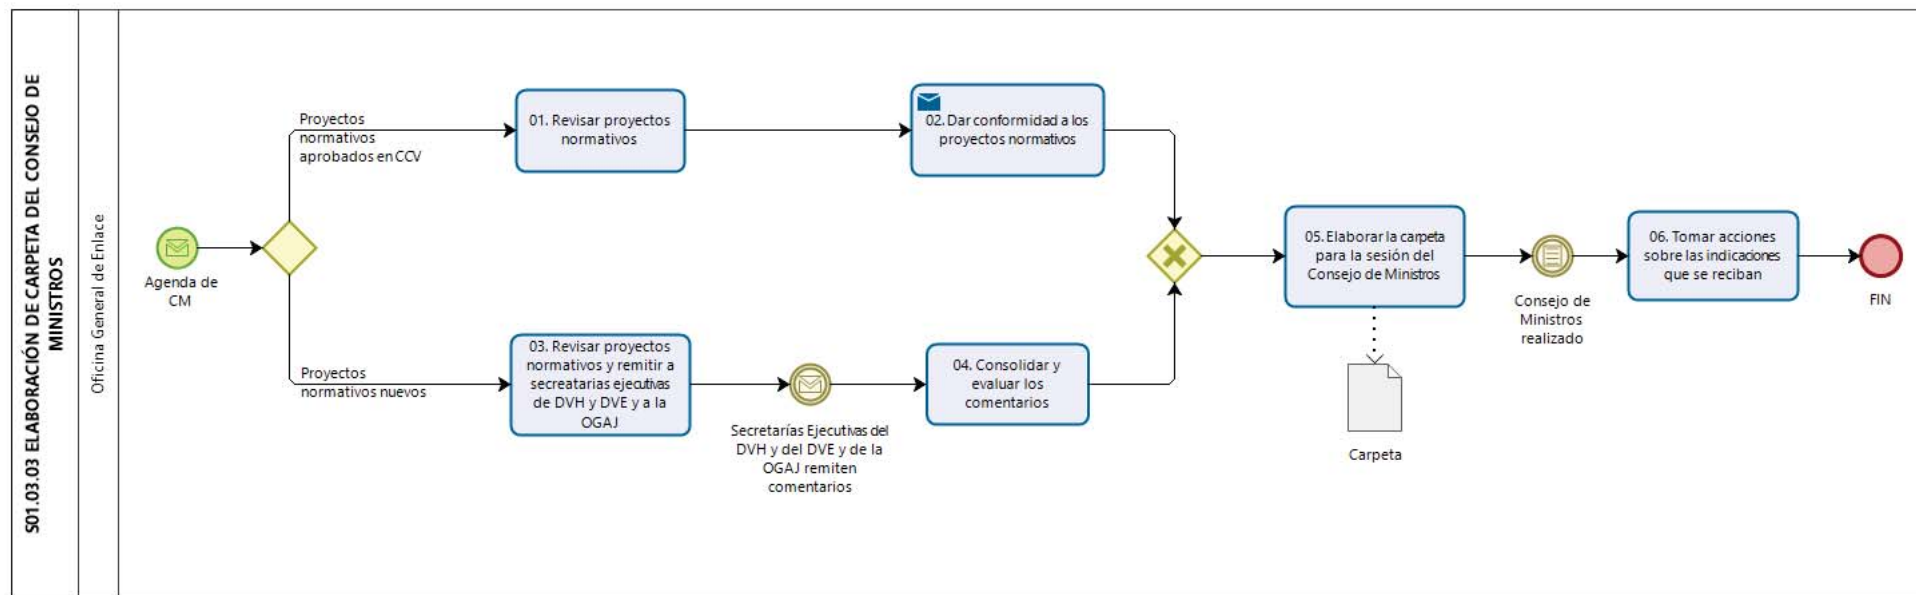 S01.03.03 ELABORACIÓN DE CARPETA DEL CONSEJO DE
MINISTROS
Oficina General de Enlace
Agenda de
CM
Proyectos
normativos
aprobados en CCV
01. Revisar proyectos
normativos
02. Dar conformidad a los
proyectos normativos
Proyectos
normativos nuevos
03. Revisar proyectos
normativos y remitir a
secreatarias ejecutivas
de DVH y DVE y a la
OGAJ
Secretarías Ejecutivas del
DVH y del DVE y de la
OGAJ remiten
comentarios
04. Consolidar y
evaluar los
comentarios
05. Elaborar la carpeta
para la sesión del
Consejo de Ministros
Carpeta
Consejo de
Ministros
realizado
06. Tomar acciones
sobre las indicaciones
que se reciban
FIN